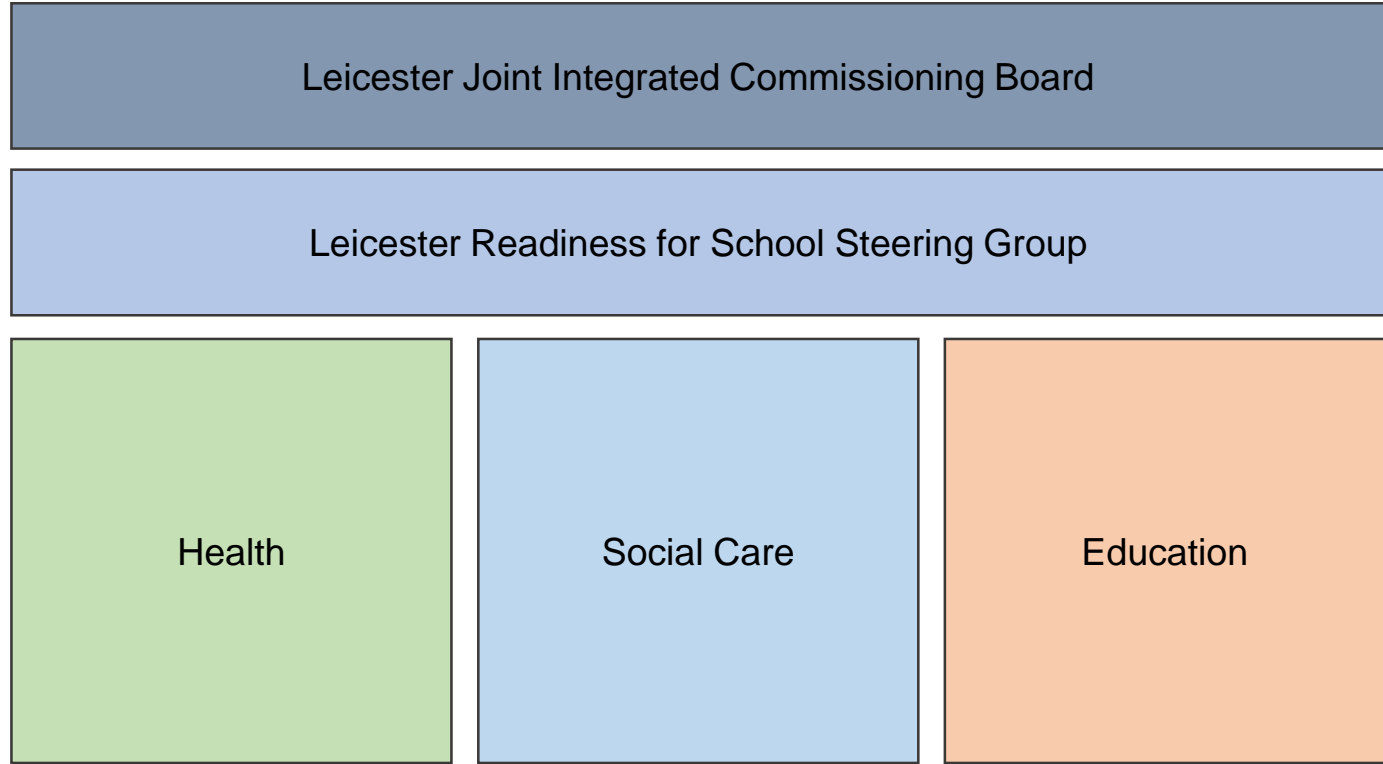 Leicester Joint Integrated Commissioning Board
Leicester Readiness for School Steering Group
Health
Social Care
Education